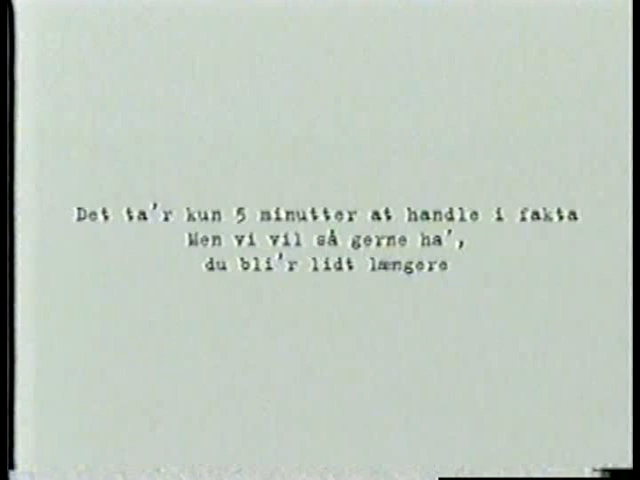 Det ta'r kun 5 minutter at handle i fakta
Men vi vil så gerne ha',
du bli'r lidt længere